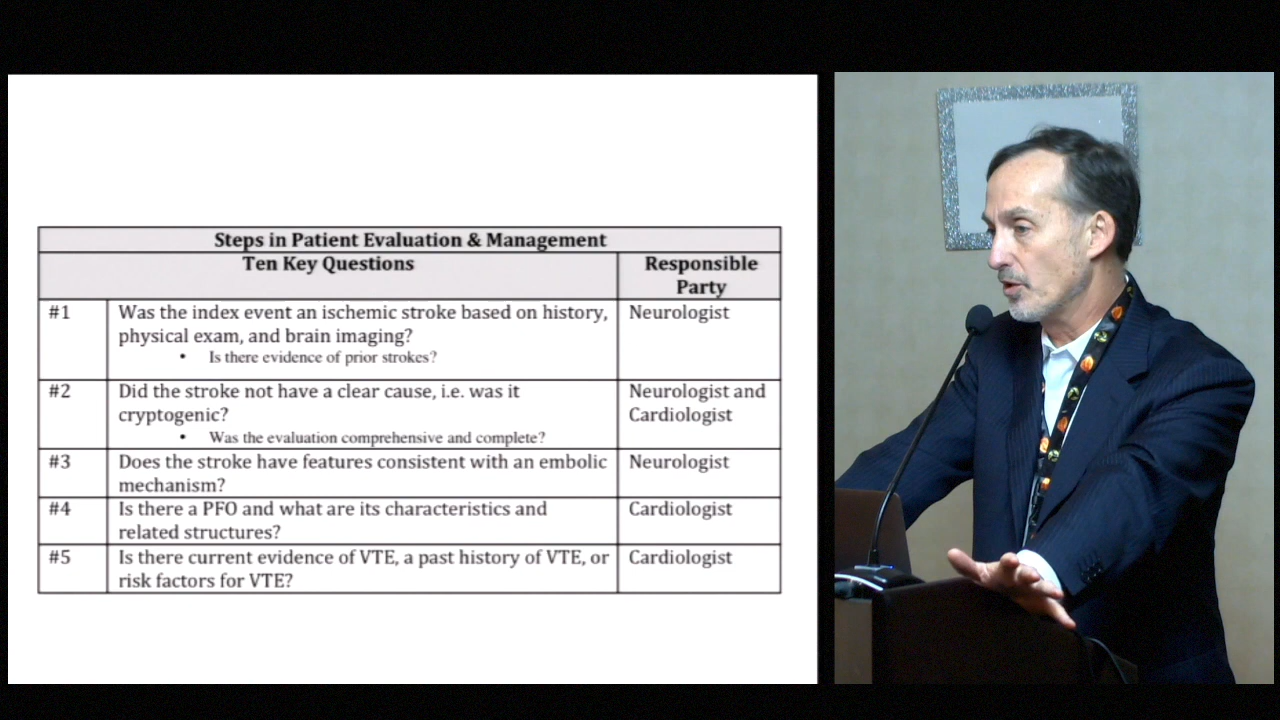 Steps in Patient Evaluation & Management
Ten Key Questions
Responsible
Party
#1
Was the index event an ischemic stroke based on history,
physical exam, and brain imaging?
• Is there evidence of prior strokes?
Neurologist
#2
Did the stroke not have a clear cause, i.e. was it
cryptogenic?
• Was the evaluation comprehensive and complete?
Neurologist and
Cardiologist
#3
Does the stroke have features consistent with an embolic
mechanism?
Neurologist
#4
Is there a PFO and what are its characteristics and
related structures?
Cardiologist
#5
Is there current evidence of VTE, a past history of VTE, or
risk factors for VTE?
Cardiologist